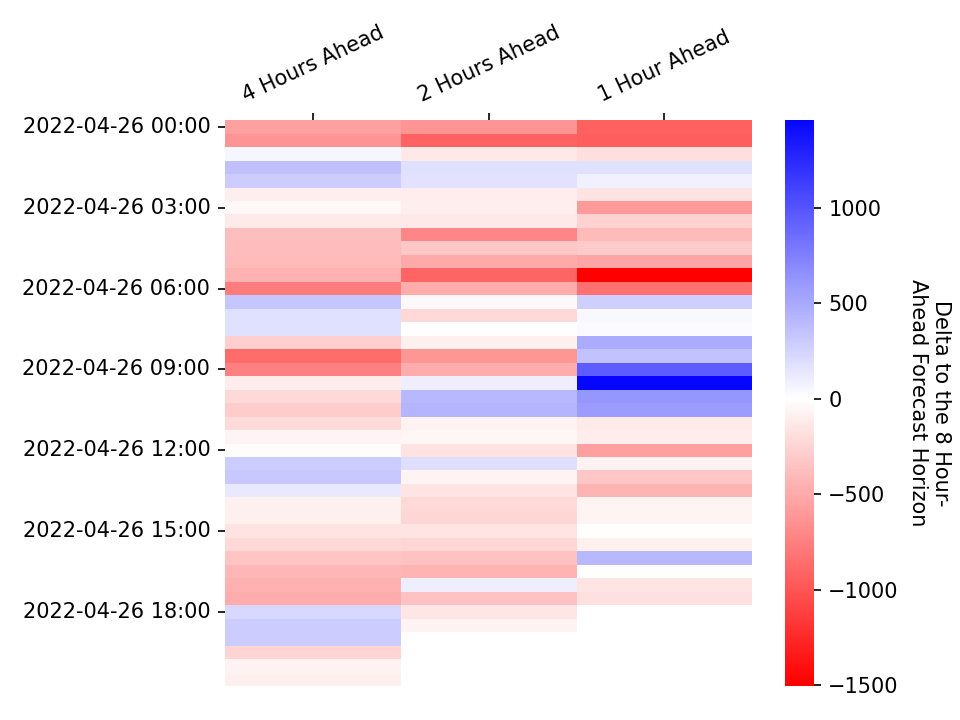 4 Hours Ahead
2 Hours Ahead
1 Hour Ahead
2022-04-26 00:00
2022-04-26 03:00
2022-04-26 06:00
2022-04-26 09:00
2022-04-26 12:00
2022-04-26 15:00
2022-04-26 18:00
1000
500
0
−500
−1000
−1500
Delta to the 8 Hour-
Ahead Forecast Horizon